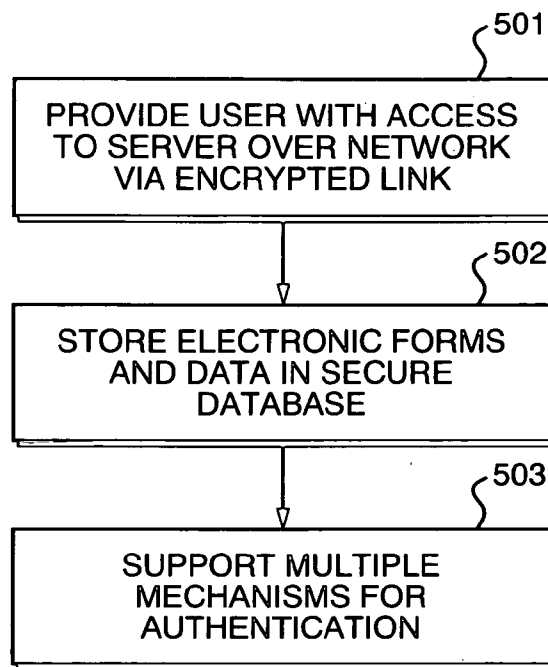 501
PROVIDE USER WITH ACCESS
TO SERVER OVER NETWORK
VIA ENCRYPTED LINK
502
STORE ELECTRONIC FORMS
AND DATA IN SECURE
DATABASE
503
SUPPORT MULTIPLE
MECHANISMS FOR
AUTHENTICATION